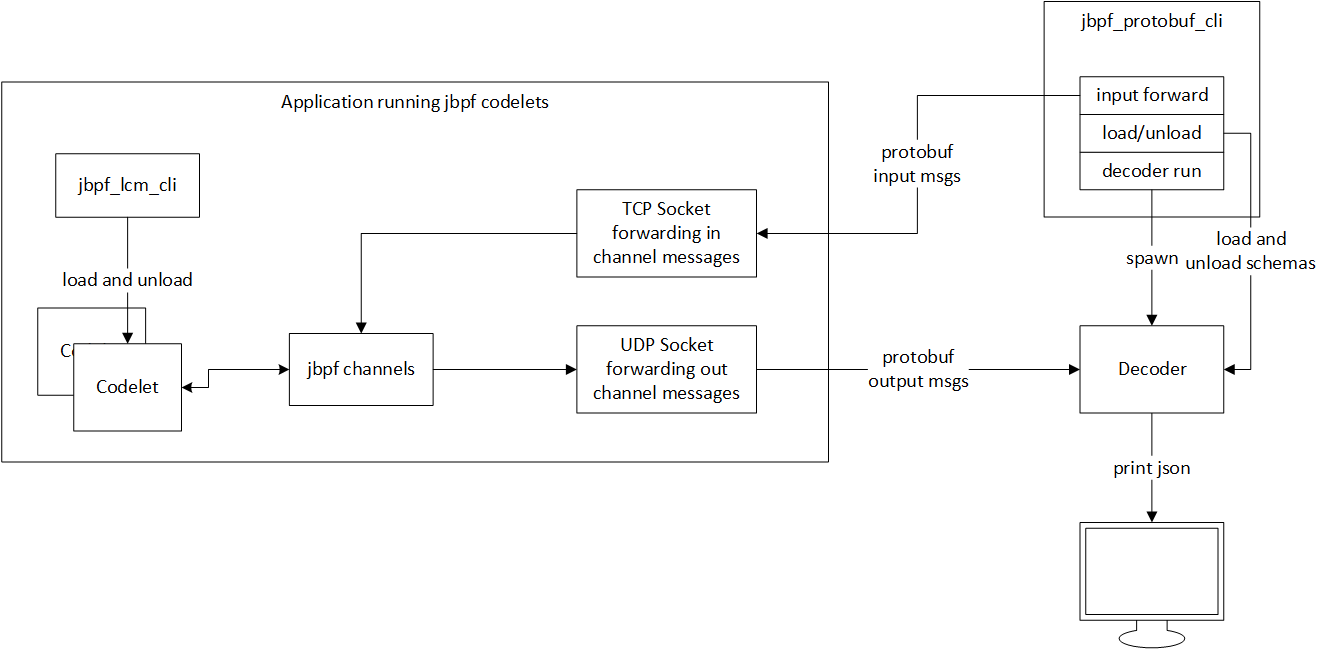 jbpf_protobuf_cli
input forward
load/unload
decoder run
Application running jbpf codelets
jbpf_lcm_cli
load and unload
Codelet
jbpf channels
TCP Socket
forwarding in
channel messages
UDP Socket
forwarding out
channel messages
protobuf
input msgs
protobuf
output msgs
spawn
load and
unload schemas
Decoder
print json